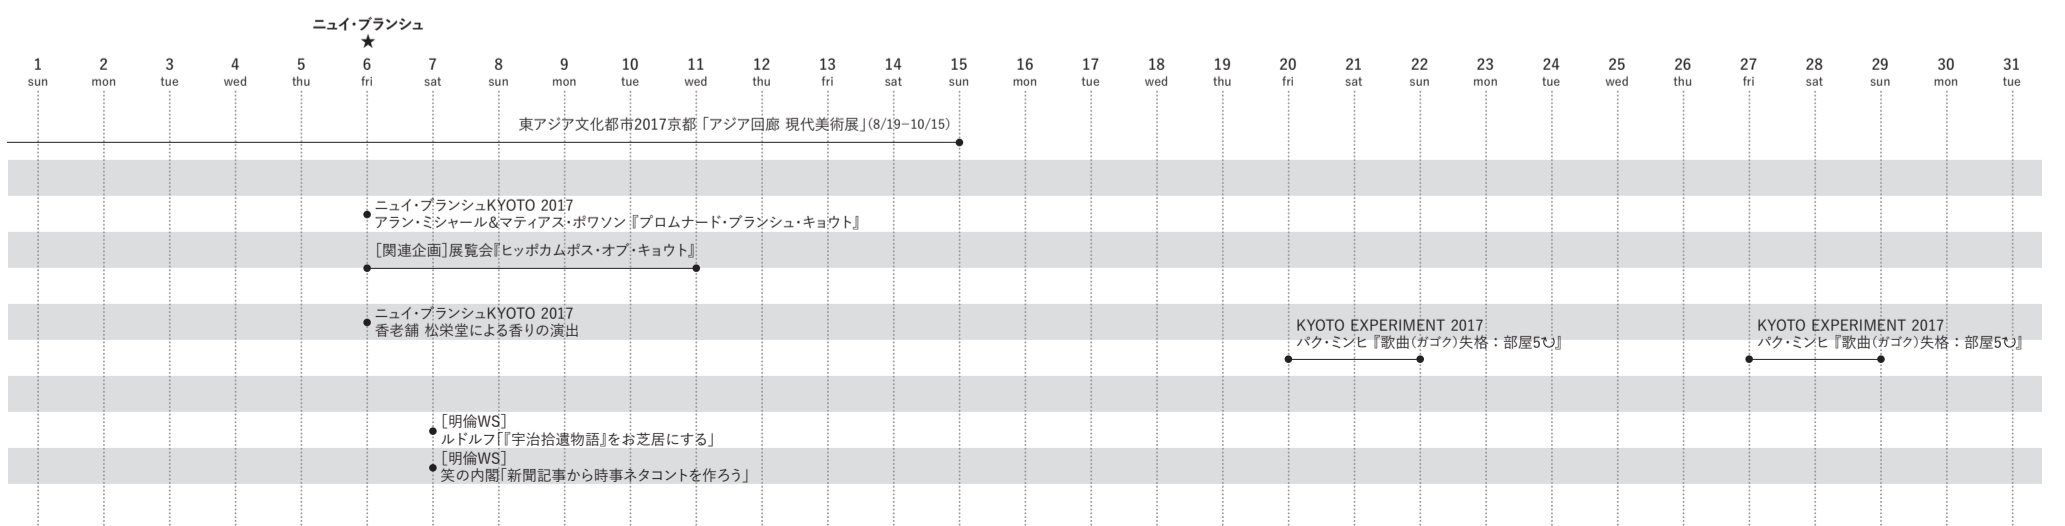 ニュイ・ブランシュ
★
1 2 3 4 5 6 7 8 9 10 11 12 13 14 15 16 17 18 19 20 21 22 23 24 25 26 27 28 29 30 31
sun mon tue wed thu fri sat sun mon tue wed thu fri sat sun mon tue wed thu fri sat sun mon tue wed thu fri sat sun mon tue
東アジア文化都市2017京都「アジア回廊 現代美術展」(8/19−10/15)
ニュイ・ブランシュKYOTO 2017
アラン・ミシャール&マティアス・ポワソン『プロムナード・ブランシュ・キョウト』
[関連企画]展覧会『ヒッポカムポス・オブ・キョウト』
ニュイ・ブランシュKYOTO 2017
香老舗 松栄堂による香りの演出
KYOTO EXPERIMENT 2017
パク・ミンヒ『歌曲(ガゴク)失格:部屋5↻』
KYOTO EXPERIMENT 2017
パク・ミンヒ『歌曲(ガゴク)失格:部屋5↻』
[明倫WS]
ルドルフ「『宇治拾遺物語』をお芝居にする」
[明倫WS]
笑の内閣「新聞記事から時事ネタコントを作ろう」